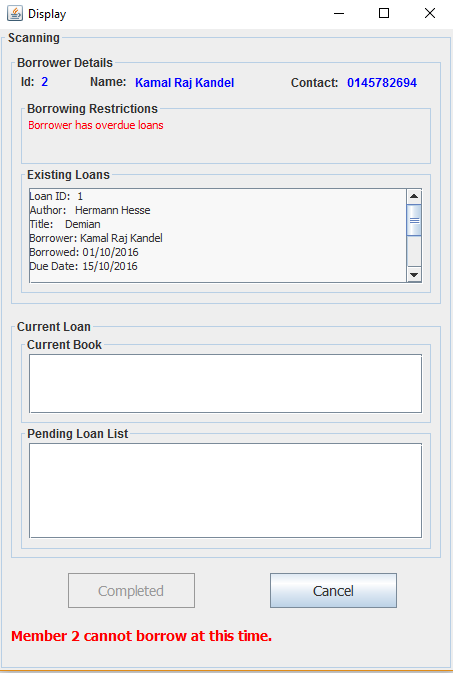 Display
Scanning
Borrower Details
Id: 2 Name: Kamal Raj Kandel Contact: 0145782694
Borrowing Restrictions
Borrower has overdue loans
Existing Loans
Loan ID: 1
Author: Hermann Hesse
Title: Demian
Borrower: Kamal Raj Kandel
Borrowed: 01/10/2016
Due Date: 15/10/2016
Current Loan
Current Book
Pending Loan List
Completed Cancel
Member 2 cannot borrow at this time.